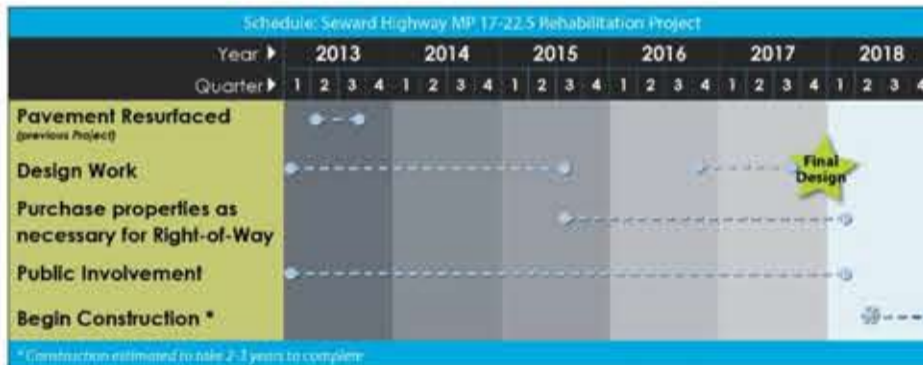 Schedule: Seward Highway MP 17-22.5 Rehabilitation Project
Year 2013 2014 2015 2016 2017 2018
Quarter 1 2 3 4 1 2 3 4 1 2 3 4 1 2 3 4 1 2 3 4 1 2 3 4
Pavement Resurfaced
(previous Project)
Design Work
Final
Design
Purchase properties as
necessary for Right-of-Way
Public Involvement
Begin Construction *
* Construction estimated to take 2-3 years to complete